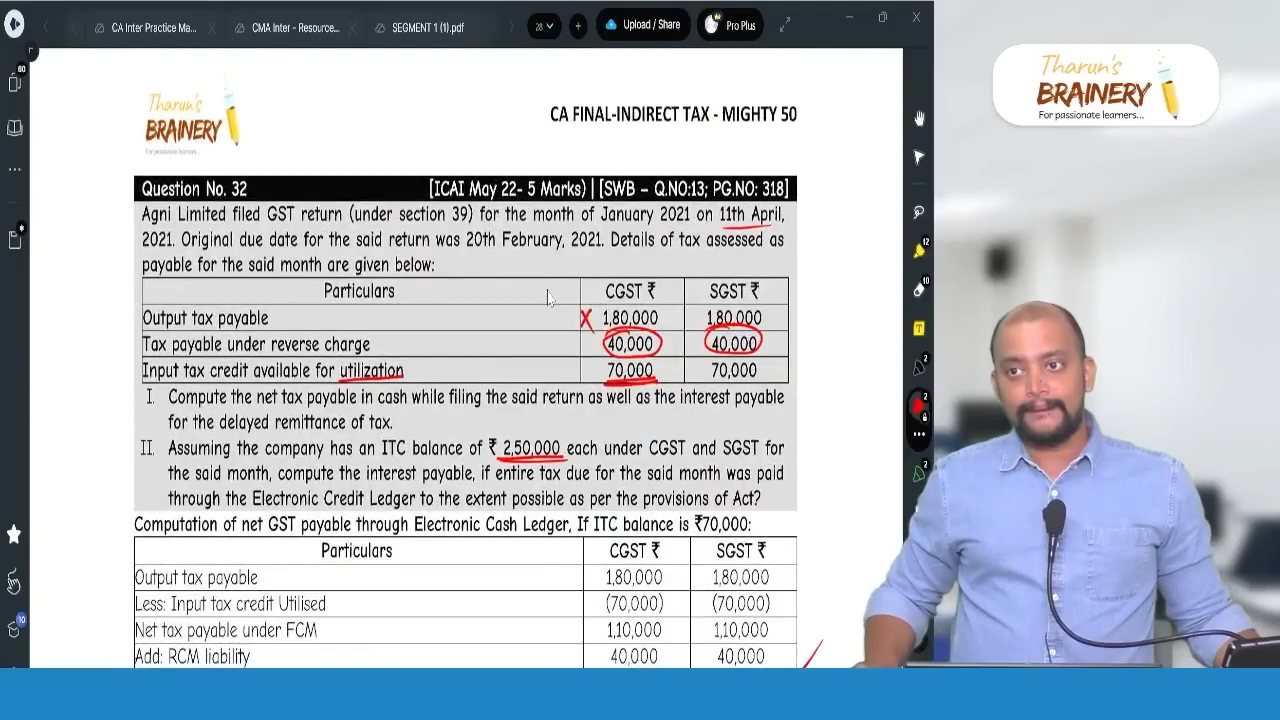 CA Inter Practice Ma...
CMA Inter - Resource...
SEGMENT 1 (1).pdf
28
Upload / Share
Pro Plus
Tharun's
BRAINERY
For passionate learners...
CA FINAL-INDIRECT TAX - MIGHTY 50
Tharun's
BRAINERY
For passionate learners...
Question No. 32 [ICAI May 22- 5 Marks) | [SWB – Q.NO:13; PG.NO: 318]
Agni Limited filed GST return (under section 39) for the month of January 2021 on 11th April,
2021. Original due date for the said return was 20th February, 2021. Details of tax assessed as
payable for the said month are given below:
Particulars CGST ₹ SGST ₹
Output tax payable 1,80,000 1,80,000
Tax payable under reverse charge 40,000 40,000
Input tax credit available for utilization 70,000 70,000
I. Compute the net tax payable in cash while filing the said return as well as the interest payable
for the delayed remittance of tax.
II. Assuming the company has an ITC balance of ₹ 2,50,000 each under CGST and SGST for
the said month, compute the interest payable, if entire tax due for the said month was paid
through the Electronic Credit Ledger to the extent possible as per the provisions of Act?
Computation of net GST payable through Electronic Cash Ledger, If ITC balance is ₹70,000:
Particulars CGST ₹ SGST ₹
Output tax payable 1,80,000 1,80,000
Less: Input tax credit Utilised (70,000) (70,000)
Net tax payable under FCM 1,10,000 1,10,000
Add: RCM liability 40,000 40,000
60
10
12
10
2
2
2